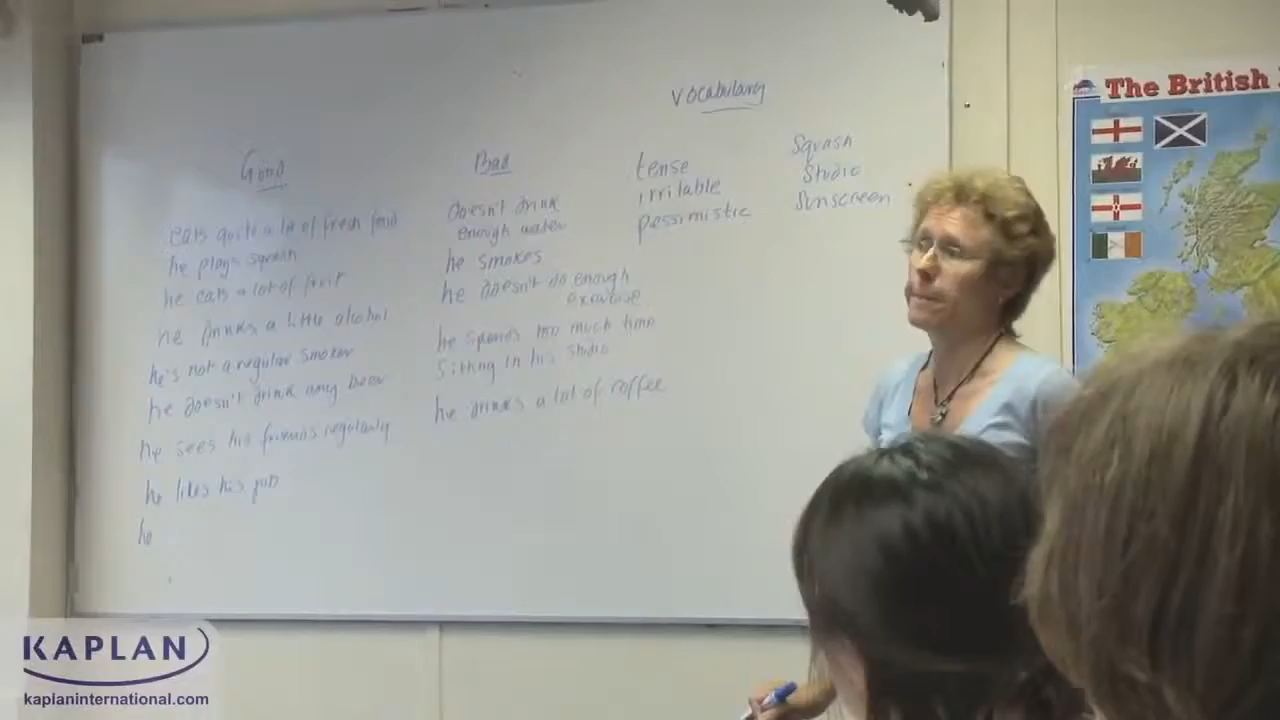 Vocabulary
Good
eats quite a lot of fresh food
he plays squash
he eats a lot of fruit
he drinks a little alcohol
he's not a regular smoker
he doesn't drink any beer
he sees his friends regularly
he likes his job
he
Bad
Doesn't drink
enough water
he smokes
he doesn't do enough
exercise
he spends too much time
sitting in his studio
he drinks a lot of coffee
tense
irritable
pessimistic
Squash
Studio
Sunscreen
The British
KAPLAN
kaplaninternational.com